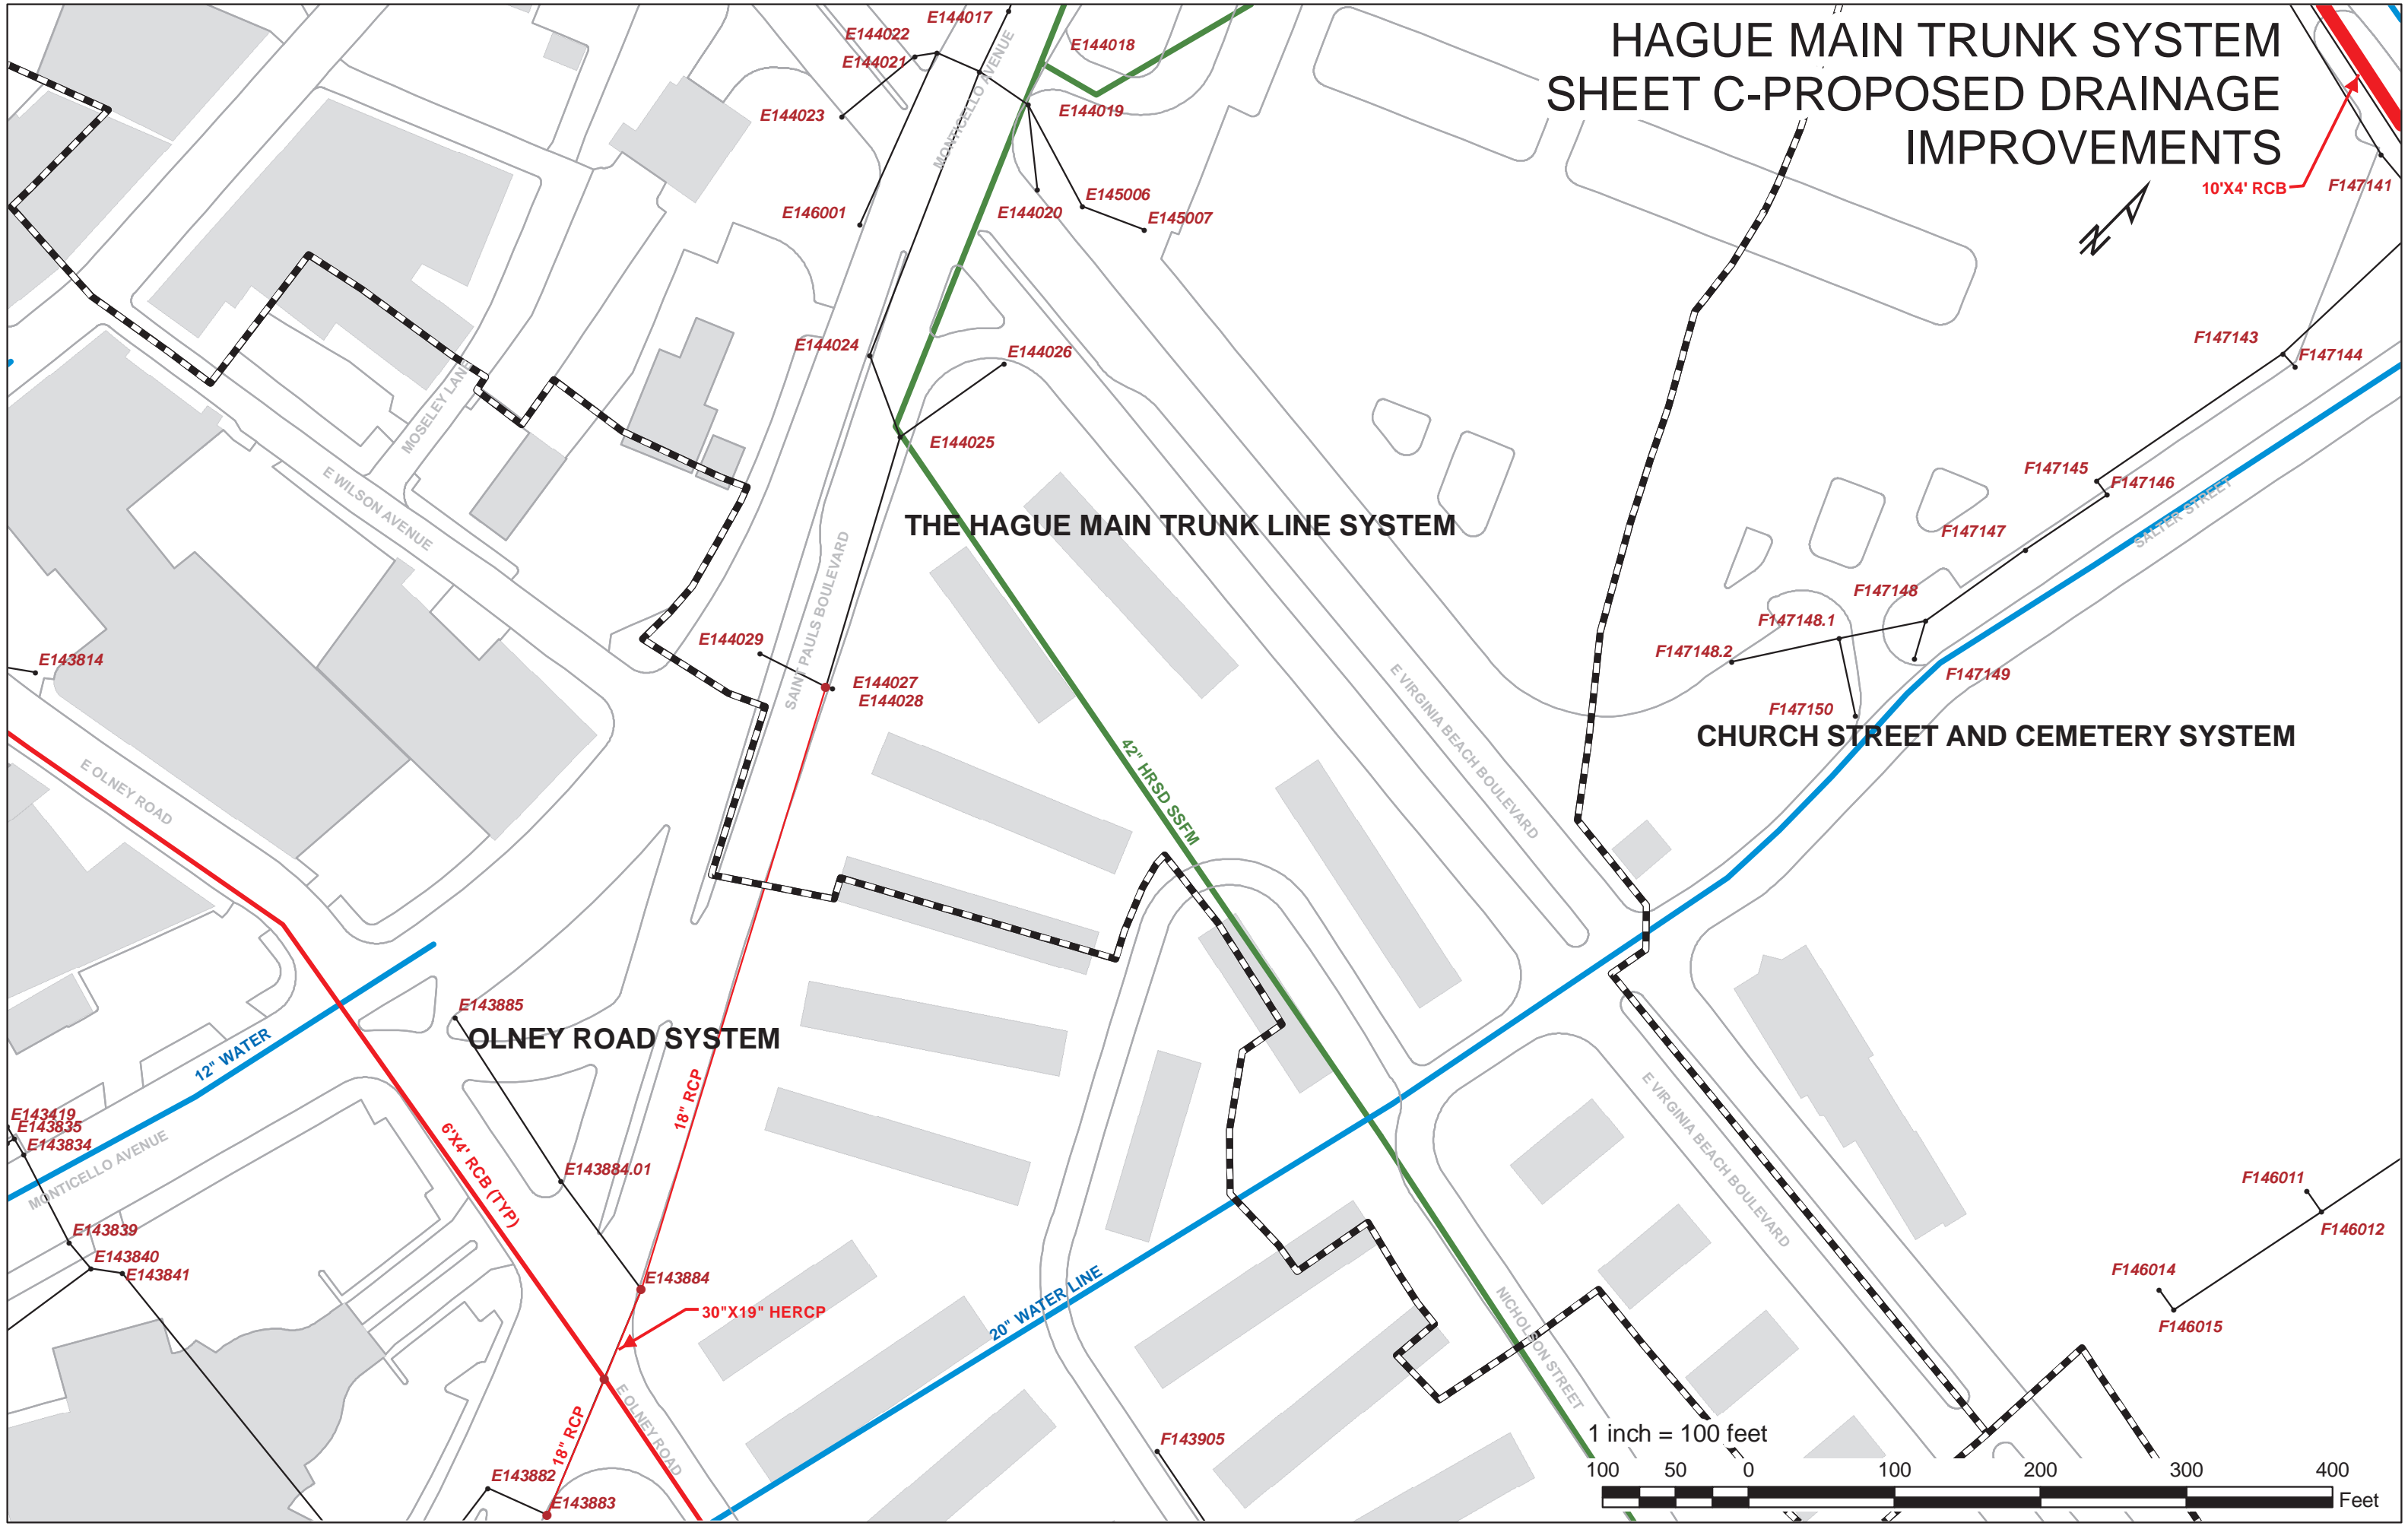 HAGUE MAIN TRUNK SYSTEM
SHEET C-PROPOSED DRAINAGE
IMPROVEMENTS
10'X4' RCB
F147141
N
E144017
E144022
E144021
E144018
MONTICELLO AVENUE
E144023
E144019
E146001
E144020
E145006
E145007
F147143
F147144
E144024
E144026
MOSELEY LANE
E144025
E WILSON AVENUE
F147145
F147146
SALTER STREET
THE HAGUE MAIN TRUNK LINE SYSTEM
F147147
F147148
F147148.1
F147148.2
F147149
F147150
CHURCH STREET AND CEMETERY SYSTEM
SAINT PAULS BOULEVARD
E144029
E144027
E144028
E143814
E VIRGINIA BEACH BOULEVARD
42" HRSD SSFM
E OLNEY ROAD
E143885
OLNEY ROAD SYSTEM
12" WATER
18" RCP
E143419
E143835
E143834
MONTICELLO AVENUE
6'X4' RCB (TYP)
E143884.01
E VIRGINIA BEACH BOULEVARD
F146011
F146012
E143839
E143840
E143841
E143884
30"X19" HERCP
20" WATER LINE
NICHOLSON STREET
F146014
F146015
E OLNEY ROAD
18" RCP
E143882
E143883
F143905
1 inch = 100 feet
100 50 0 100 200 300 400
Feet